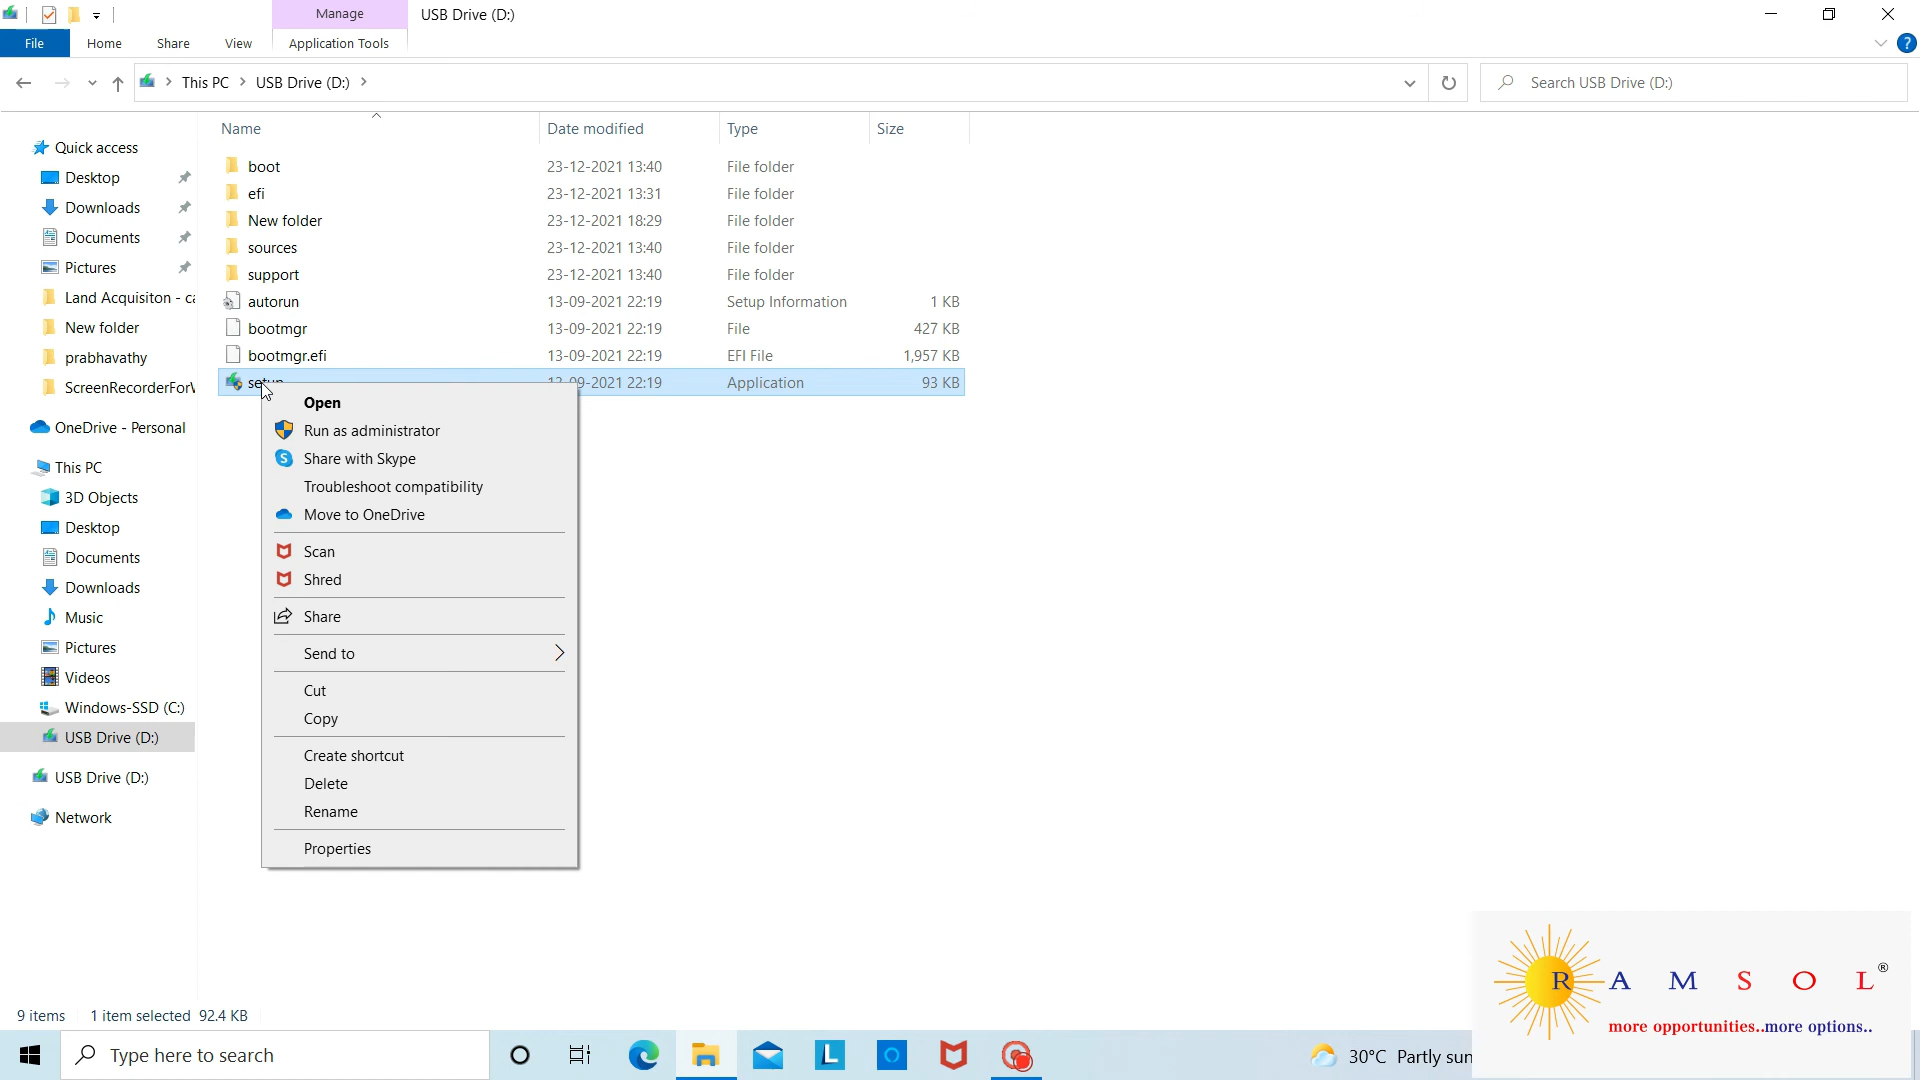 Manage
USB Drive (D:)
File
Home
Share
View
Application Tools
This PC
USB Drive (D:)
Search USB Drive (D:)
Name
Date modified
Type
Size
boot 23-12-2021 13:40 File folder
efi 23-12-2021 13:31 File folder
New folder 23-12-2021 18:29 File folder
sources 23-12-2021 13:40 File folder
support 23-12-2021 13:40 File folder
autorun 13-09-2021 22:19 Setup Information 1 KB
bootmgr 13-09-2021 22:19 File 427 KB
bootmgr.efi 13-09-2021 22:19 EFI File 1,957 KB
setup 13-09-2021 22:19 Application 93 KB
Quick access
Desktop
Downloads
Documents
Pictures
Land Acquisiton - ca
New folder
prabhavathy
ScreenRecorderForW
OneDrive - Personal
This PC
3D Objects
Desktop
Documents
Downloads
Music
Pictures
Videos
Windows-SSD (C:)
USB Drive (D:)
USB Drive (D:)
Network
Open
Run as administrator
Share with Skype
Troubleshoot compatibility
Move to OneDrive
Scan
Shred
Share
Send to
Cut
Copy
Create shortcut
Delete
Rename
Properties
9 items 1 item selected 92.4 KB
Type here to search
30°C Partly sun
RAMSOL®
more opportunities..more options..